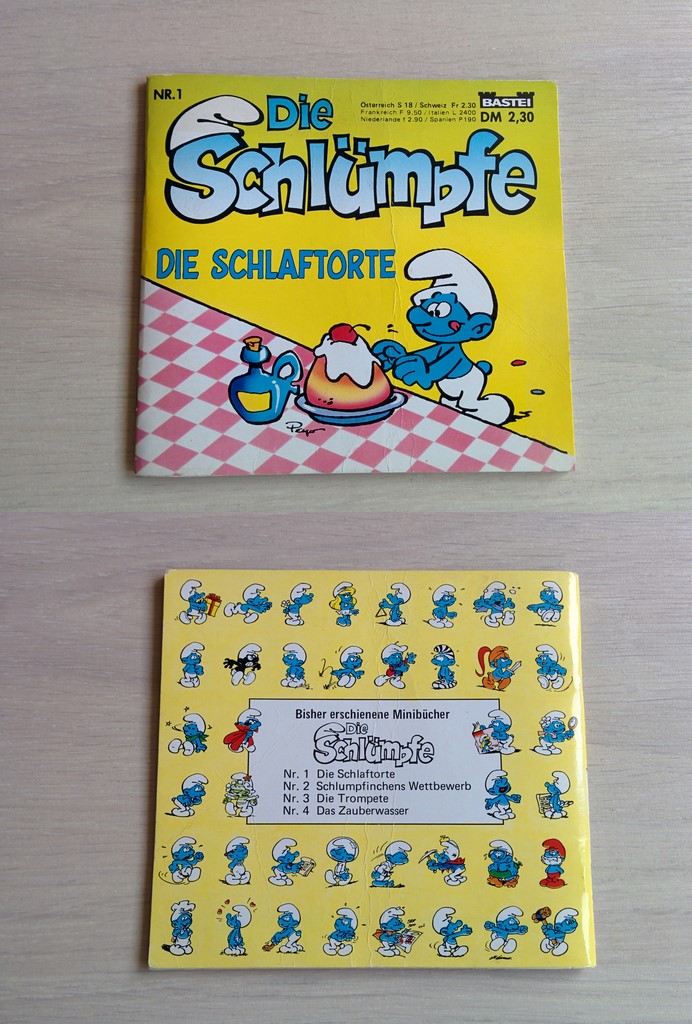 NR.1
Die
Schlümpfe
Österreich S 18 / Schweiz Fr 2.30
Frankreich F 9.50 / Italien L 2400
Niederlande f 2.90 / Spanien P 190
BASTEI
DM 2,30
DIE SCHLAFTORTE
Peyo
Bisher erschienene Minibücher
Die
Schlümpfe
Nr. 1 Die Schlaftorte
Nr. 2 Schlumpfinchens Wettbewerb
Nr. 3 Die Trompete
Nr. 4 Das Zauberwasser